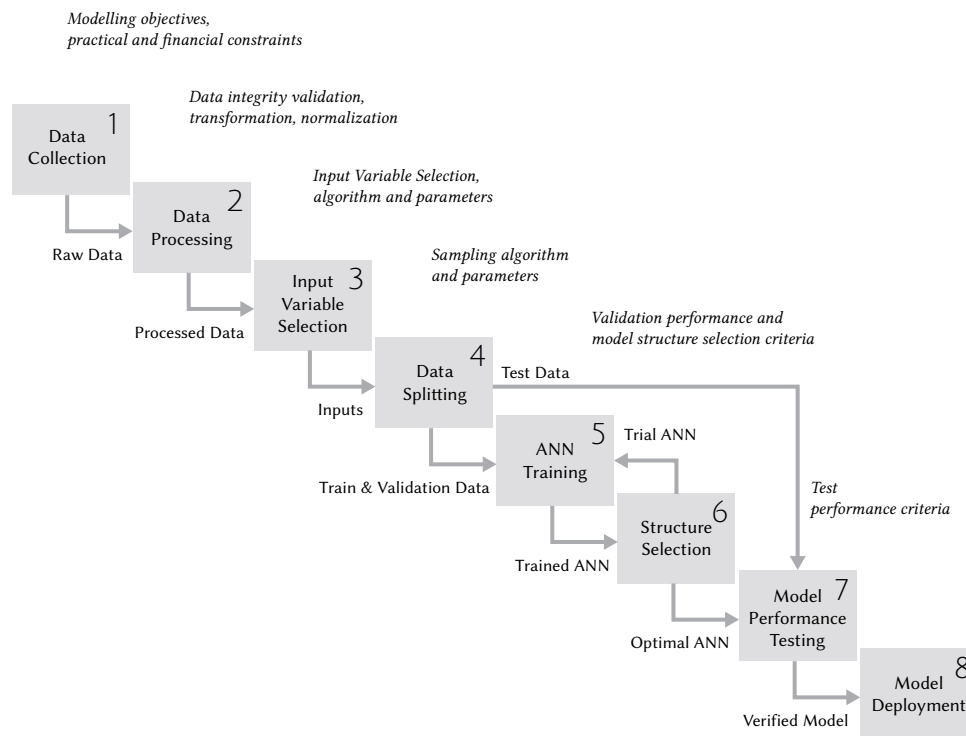 Modelling objectives,
practical and financial constraints
Data integrity validation,
transformation, normalization
1
Data
Collection
Input Variable Selection,
algorithm and parameters
2
Data
Processing
Raw Data
Sampling algorithm
and parameters
3
Input
Variable
Selection
Processed Data
Validation performance and
model structure selection criteria
4
Data
Splitting
Test Data
Inputs
5
ANN
Training
Trial ANN
Train & Validation Data
Test
performance criteria
6
Structure
Selection
Trained ANN
7
Model
Performance
Testing
Optimal ANN
8
Model
Deployment
Verified Model